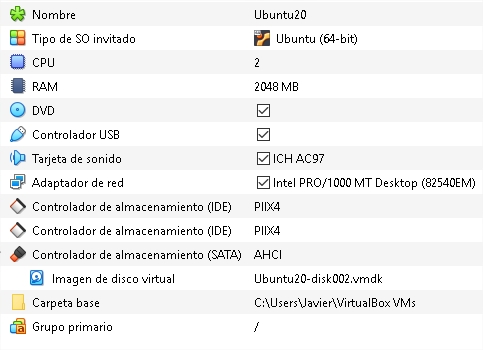 Nombre Ubuntu20
Tipo de SO invitado Ubuntu (64-bit)
CPU 2
RAM 2048 MB
DVD
Controlador USB
Tarjeta de sonido ICH AC97
Adaptador de red Intel PRO/1000 MT Desktop (82540EM)
Controlador de almacenamiento (IDE) PIIX4
Controlador de almacenamiento (IDE) PIIX4
Controlador de almacenamiento (SATA) AHCI
Imagen de disco virtual Ubuntu20-disk002.vmdk
Carpeta base C:\Users\Javier\VirtualBox VMs
Grupo primario /